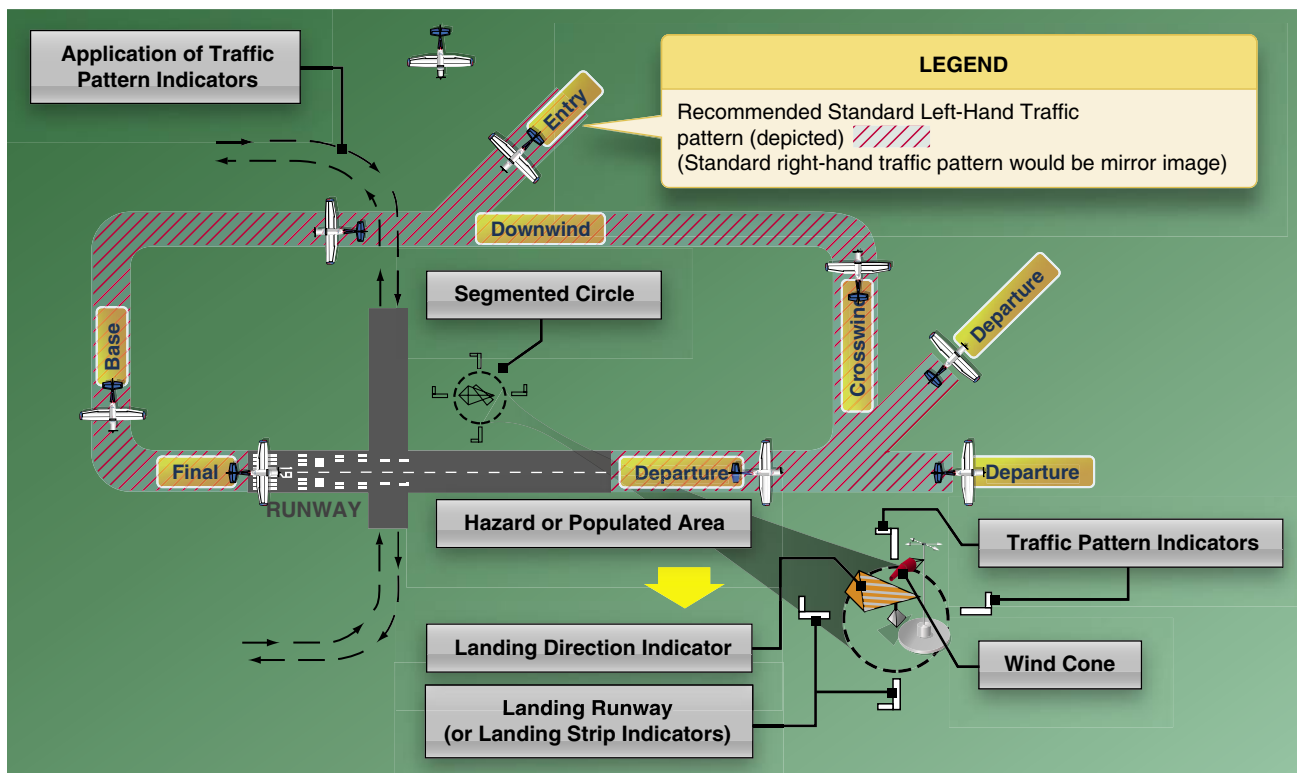 Application of Traffic
Pattern Indicators
LEGEND
Recommended Standard Left-Hand Traffic
pattern (depicted)
(Standard right-hand traffic pattern would be mirror image)
Entry
Downwind
Segmented Circle
Crosswind
Departure
Base
Final
19
RUNWAY
Departure
Departure
Hazard or Populated Area
Traffic Pattern Indicators
Landing Direction Indicator
Wind Cone
Landing Runway
(or Landing Strip Indicators)